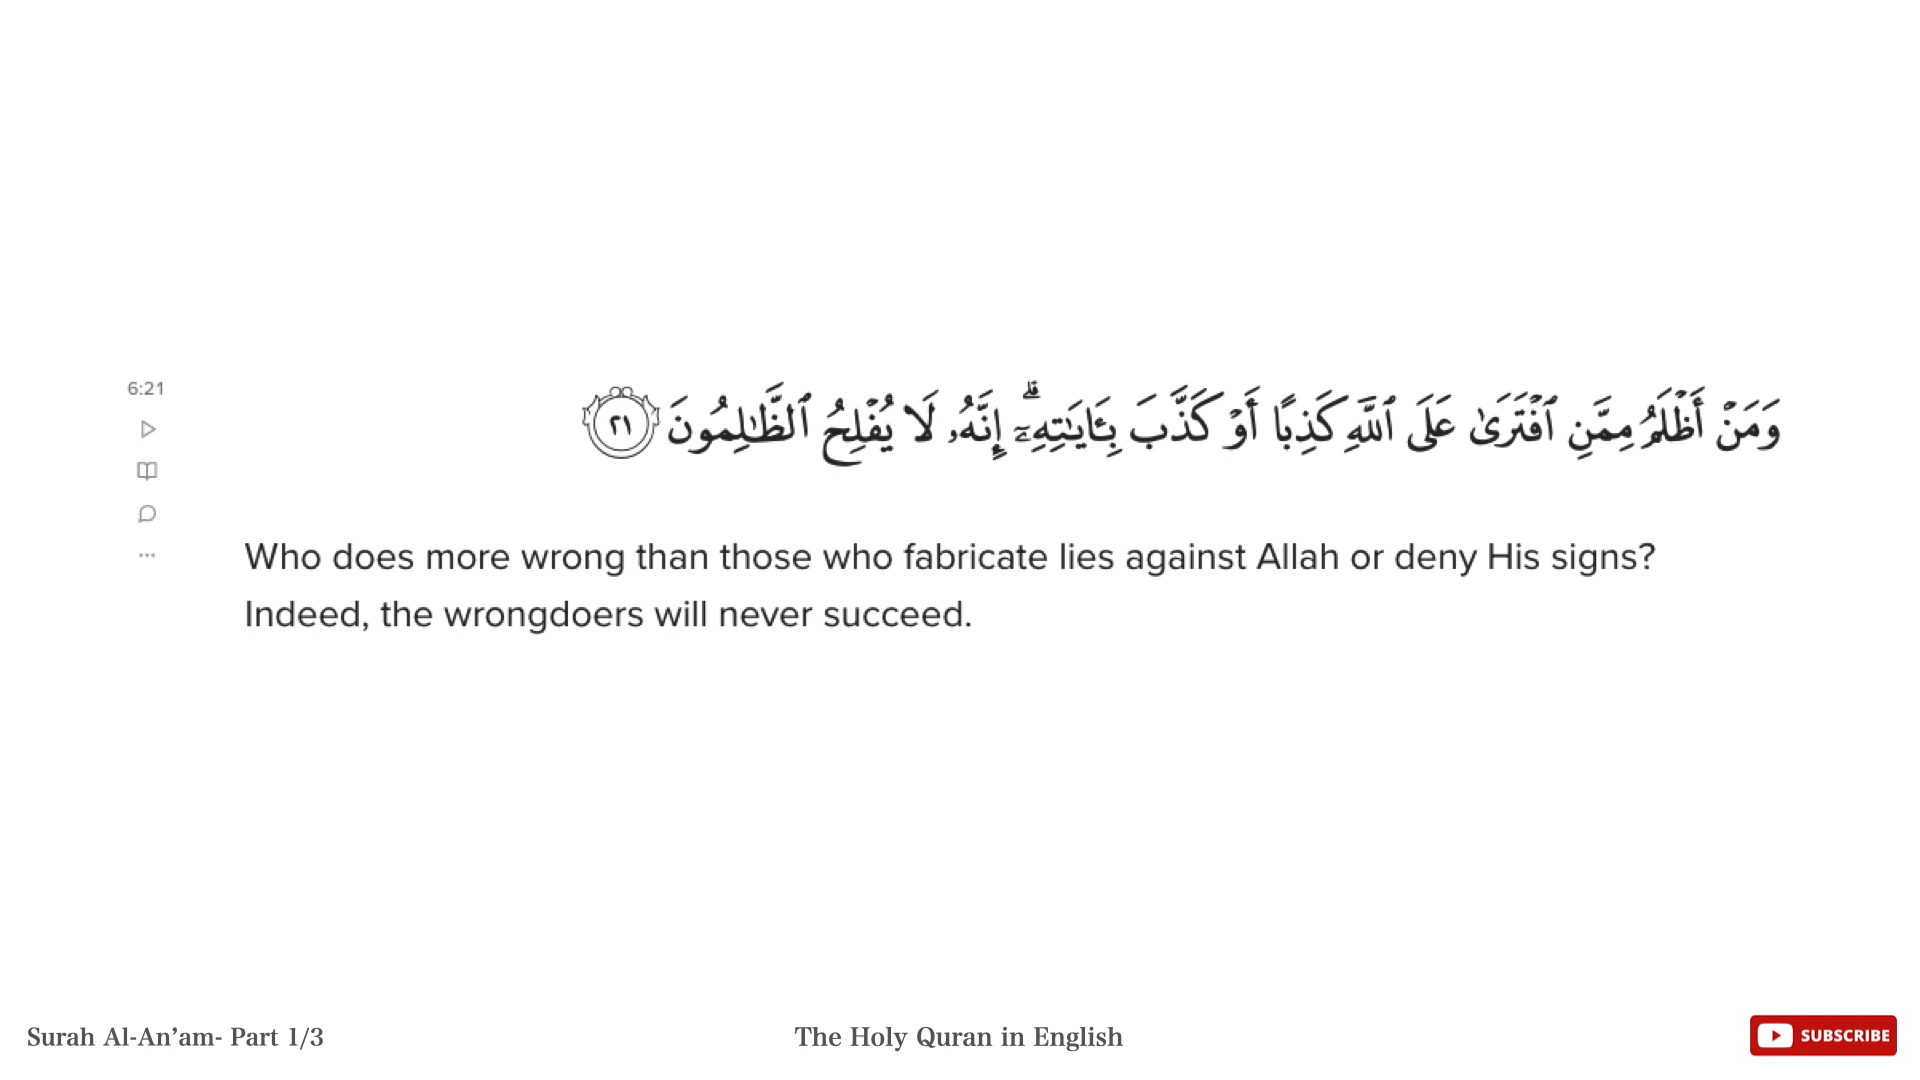 6:21
وَمَنْ أَظْلَمُ مِمَّنِ ٱفْتَرَىٰ عَلَى ٱللَّهِ كَذِبًا أَوْ كَذَّبَ بِـَٔايَـٰتِهِۦٓ ۗ إِنَّهُۥ لَا يُفْلِحُ ٱلظَّـٰلِمُونَ ٢١
Who does more wrong than those who fabricate lies against Allah or deny His signs?
Indeed, the wrongdoers will never succeed.
Surah Al-An’am- Part 1/3
The Holy Quran in English
SUBSCRIBE